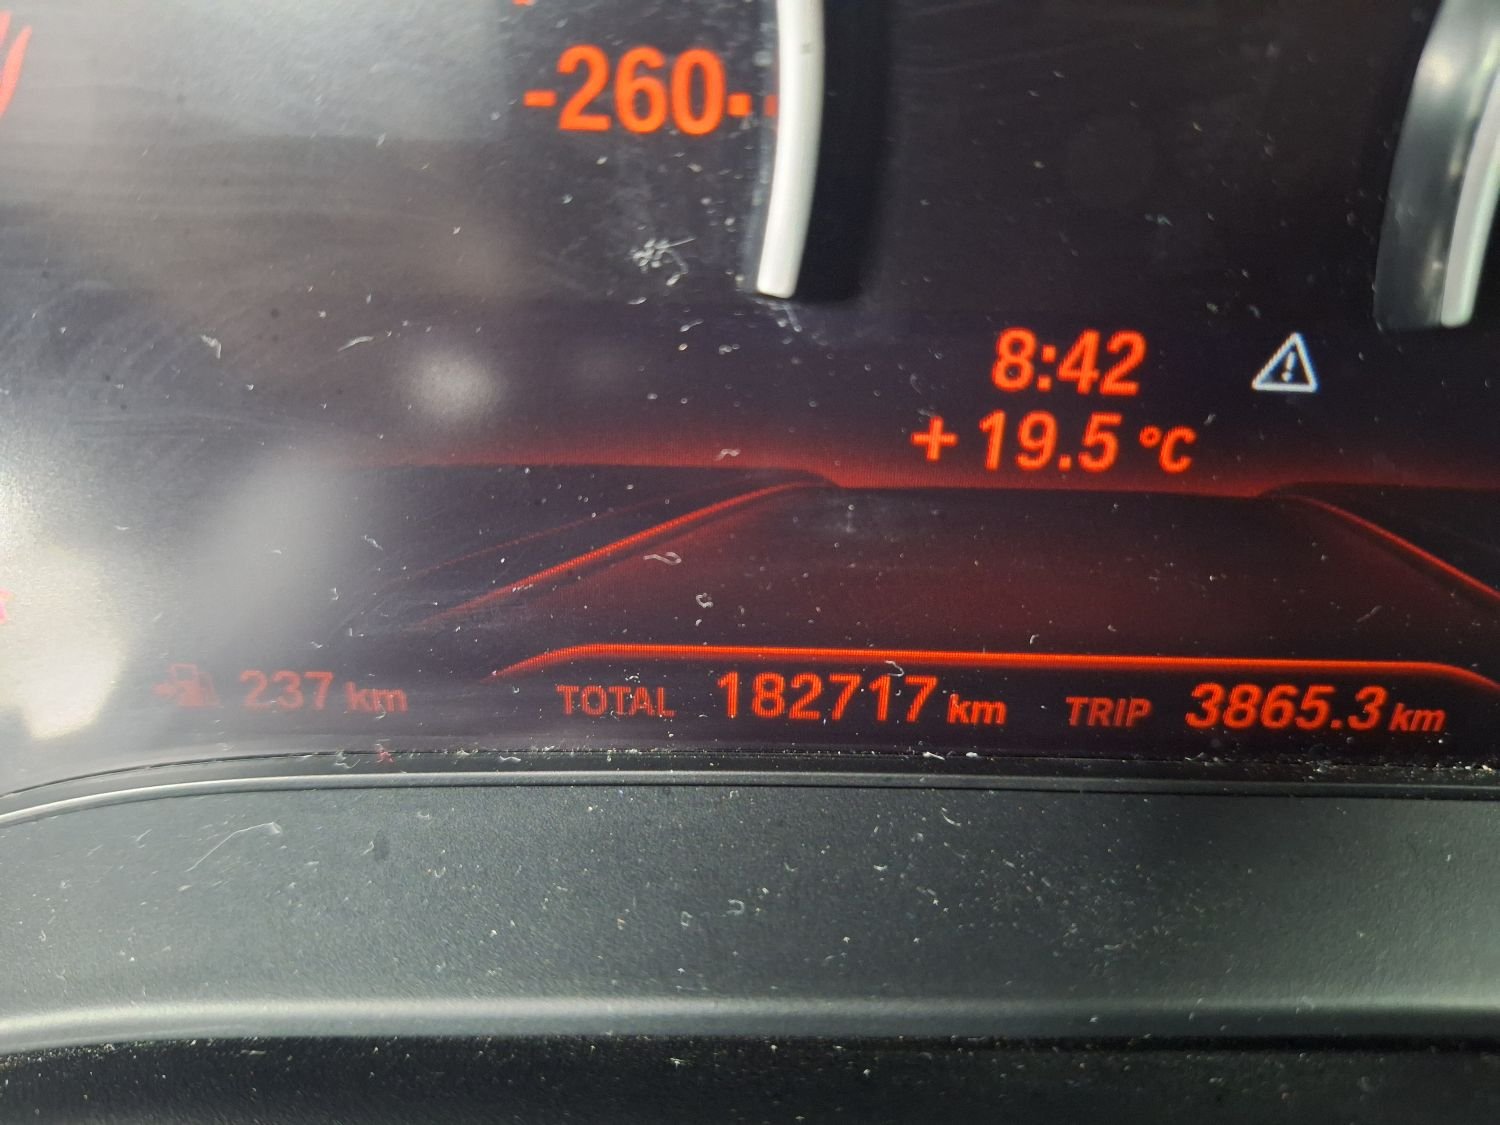 -260-
8:42
+19.5 °C
237 km TOTAL 182717 km TRIP 3865.3 km